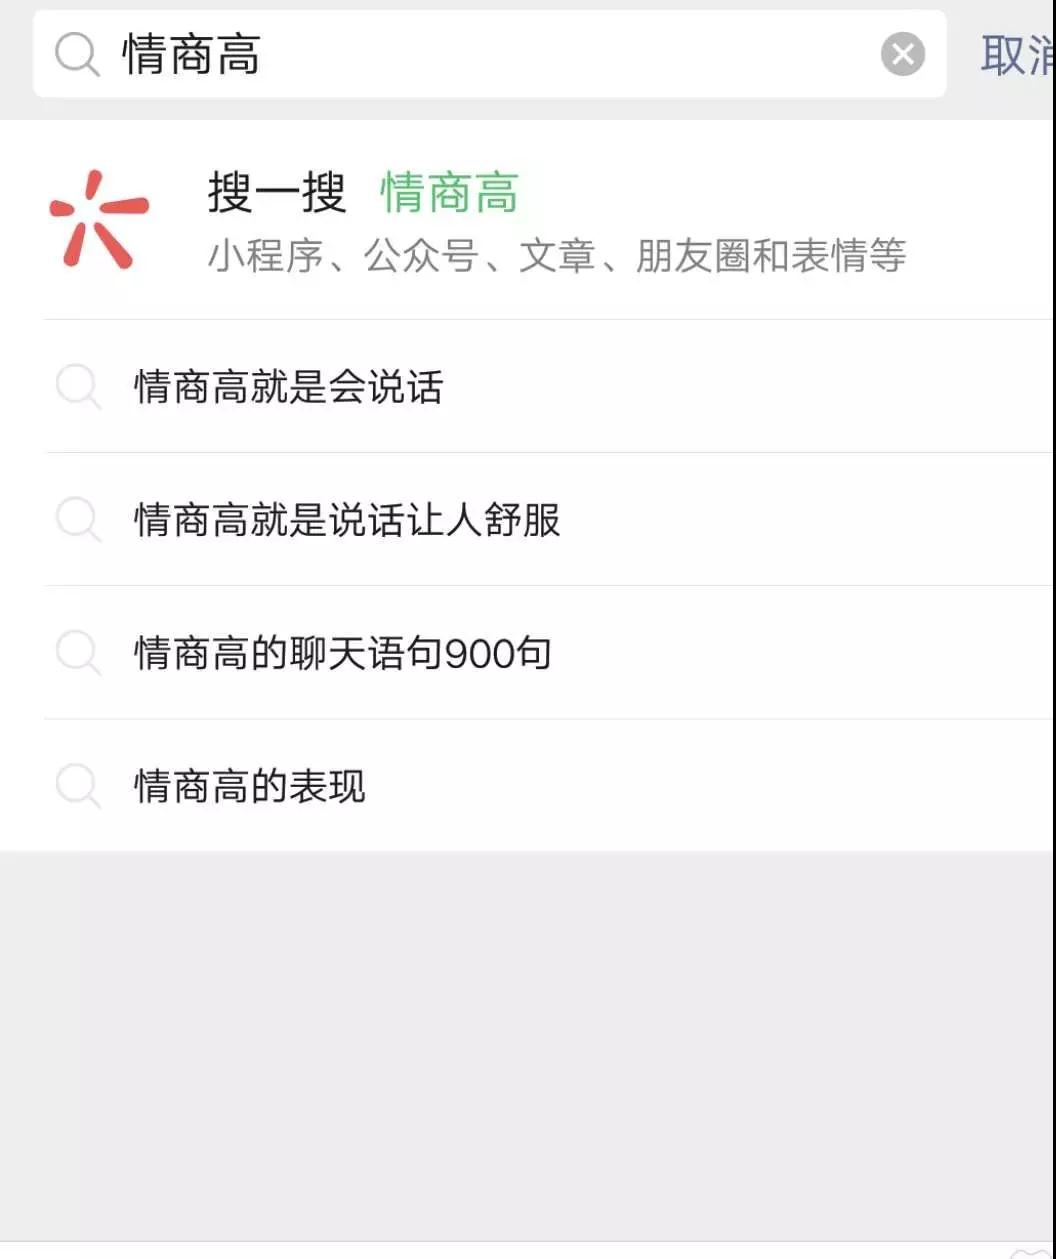 情商高
搜一搜 情商高
小程序、公众号、文章、朋友圈和表情等
情商高就是会说话
情商高就是说话让人舒服
情商高的聊天语句900句
情商高的表现